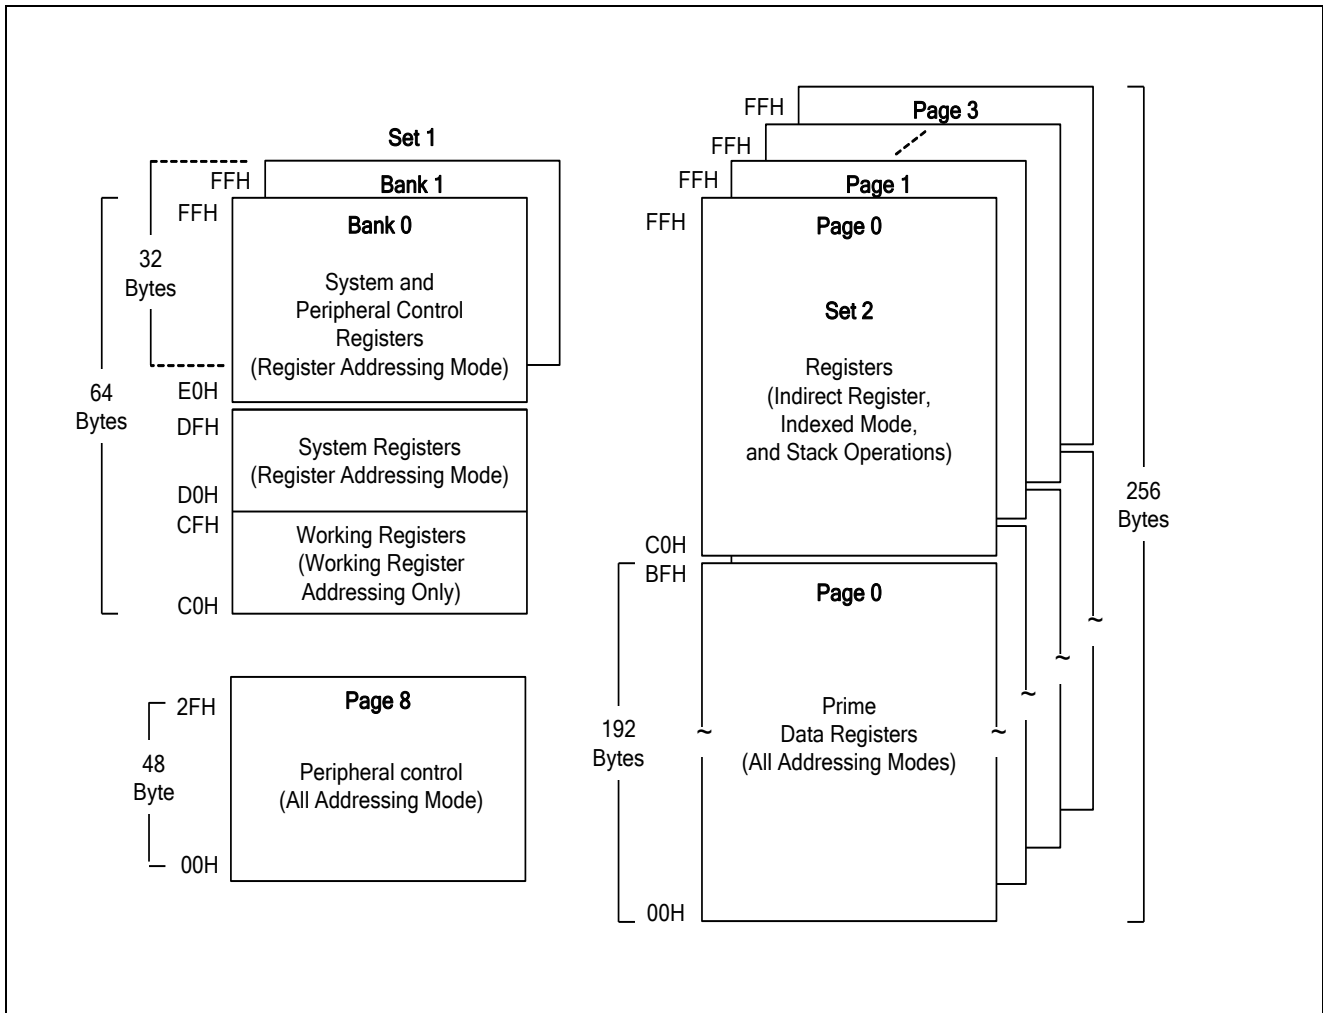 Set 1
FFH
Bank 1
FFH
Bank 0
32
Bytes
System and
Peripheral Control
Registers
(Register Addressing Mode)
64
Bytes
E0H
DFH
System Registers
(Register Addressing Mode)
D0H
CFH
Working Registers
(Working Register
Addressing Only)
C0H
2FH
Page 8
48
Byte
Peripheral control
(All Addressing Mode)
00H
FFH
Page 3
FFH
FFH
Page 1
FFH
Page 0
Set 2
Registers
(Indirect Register,
Indexed Mode,
and Stack Operations)
256
Bytes
C0H
BFH
Page 0
~
~
~
192
Bytes
~
~
Prime
Data Registers
(All Addressing Modes)
00H